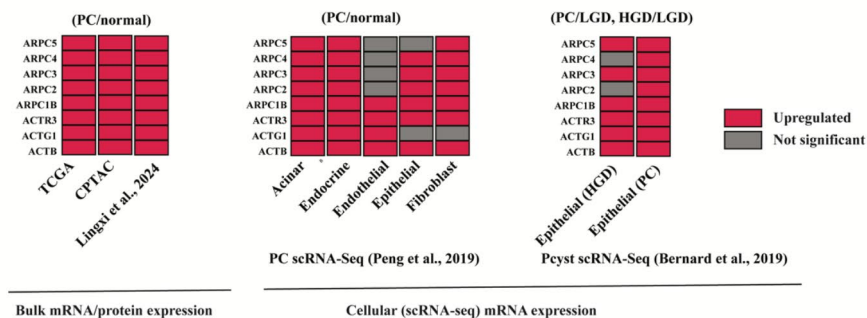 (PC/normal)
ARPC5
ARPC4
ARPC3
ARPC2
ARPC1B
ACTR3
ACTG1
ACTB
TCGA
CPTAC
Lingxi et al., 2024
Bulk mRNA/protein expression
(PC/normal)
ARPC5
ARPC4
ARPC3
ARPC2
ARPC1B
ACTR3
ACTG1
ACTB
Acinar
Endocrine
Endothelial
Epithelial
Fibroblast
PC scRNA-Seq (Peng et al., 2019)
(PC/LGD, HGD/LGD)
ARPC5
ARPC4
ARPC3
ARPC2
ARPC1B
ACTR3
ACTG1
ACTB
Epithelial (HGD)
Epithelial (PC)
Pcyst scRNA-Seq (Bernard et al., 2019)
Cellular (scRNA-seq) mRNA expression
Upregulated
Not significant